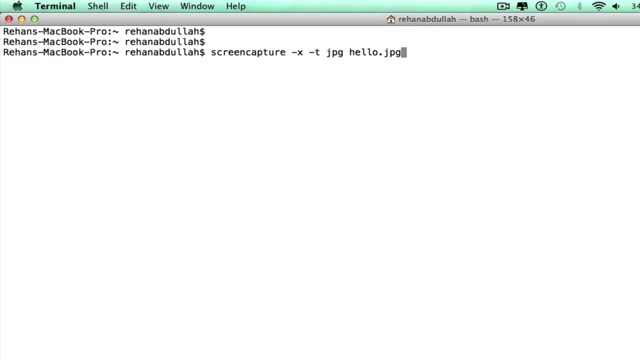 Terminal Shell Edit View Window Help
rehanabdullah — bash — 158×46
Rehans-MacBook-Pro:~ rehanabdullah$
Rehans-MacBook-Pro:~ rehanabdullah$
Rehans-MacBook-Pro:~ rehanabdullah$ screencapture -x -t jpg hello.jpg